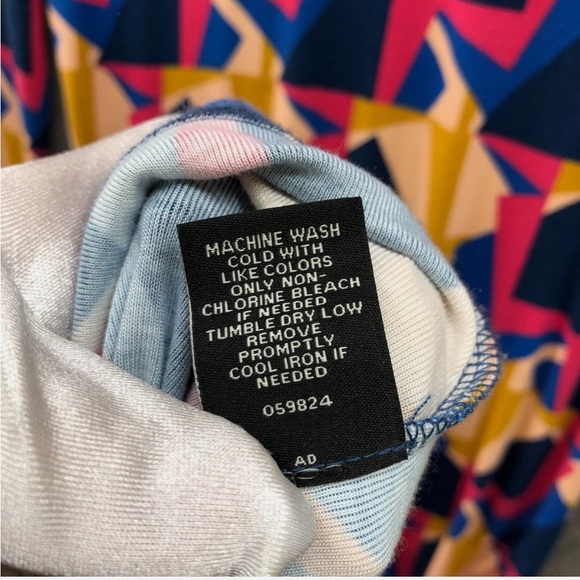 MACHINE WASH
COLD WITH
LIKE COLORS
ONLY NON-
CHLORINE BLEACH
IF NEEDED
TUMBLE DRY LOW
REMOVE
PROMPTLY
COOL IRON IF
NEEDED
059824
AD